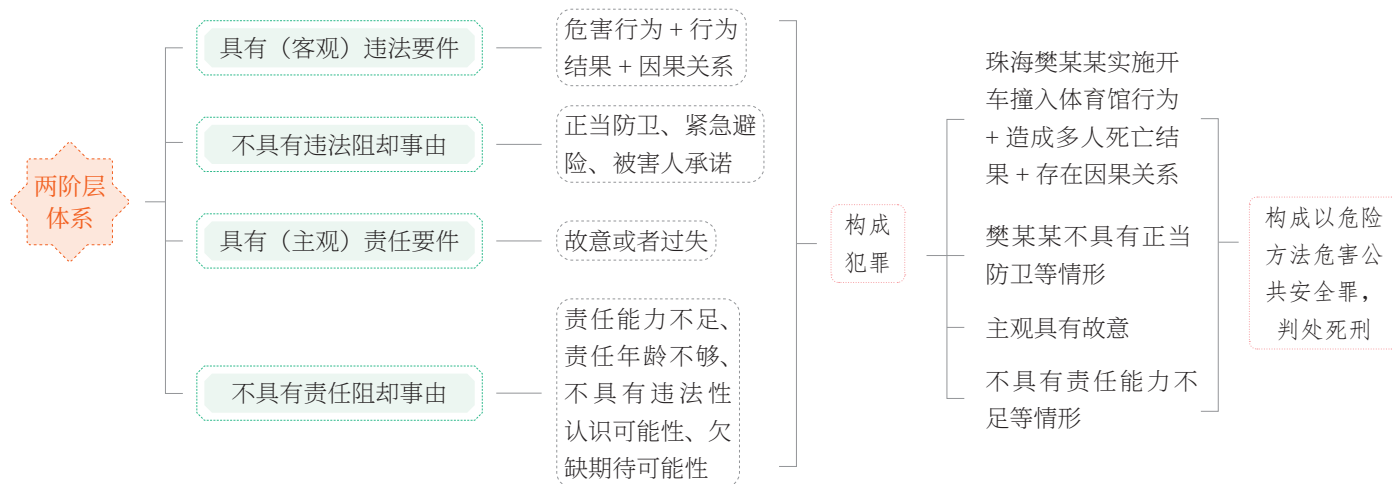 两阶层
体系
具有（客观）违法要件
危害行为 + 行为
结果 + 因果关系
不具有违法阻却事由
正当防卫、紧急避
险、被害人承诺
具有（主观）责任要件
故意或者过失
不具有责任阻却事由
责任能力不足、
责任年龄不够、
不具有违法性
认识可能性、欠
缺期待可能性
构成
犯罪
珠海樊某某实施开
车撞入体育馆行为
+ 造成多人死亡结
果 + 存在因果关系
樊某某不具有正当
防卫等情形
主观具有故意
不具有责任能力不
足等情形
构成以危险
方法危害公
共安全罪，
判处死刑